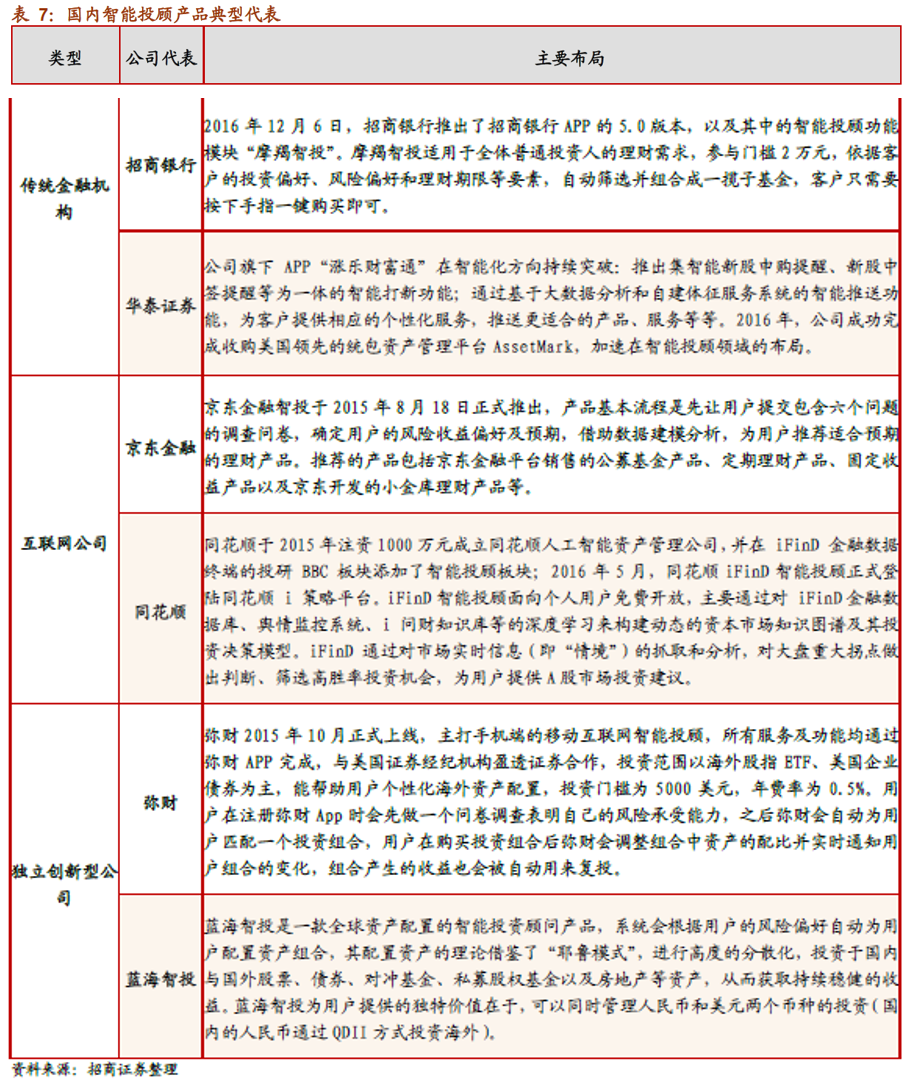 表 7：国内智能投顾产品典型代表
类型
公司代表
主要布局
传统金融机
构
招商银行
2016 年 12 月 6 日，招商银行推出了招商银行 APP 的 5.0 版本，以及其中的智能投顾功能
模块“摩羯智投”。摩羯智投适用于全体普通投资人的理财需求，参与门槛 2 万元，依据客
户的投资偏好、风险偏好和理财期限等要素，自动筛选并组合成一揽子基金，客户只需要
按下手指一键购买即可。
华泰证券
公司旗下 APP“涨乐财富通”在智能化方向持续突破：推出集智能新股申购提醒、新股中
签提醒等为一体的智能打新功能；通过基于大数据分析和自建体征服务系统的智能推送功
能，为客户提供相应的个性化服务，推送更适合的产品、服务等等。2016 年，公司成功完
成收购美国领先的统包资产管理平台 AssetMark，加速在智能投顾领域的布局。
互联网公司
京东金融
京东金融智投于 2015 年 8 月 18 日正式推出，产品基本流程是先让用户提交包含六个问题
的调查问卷，确定用户的风险收益偏好及预期，借助数据建模分析，为用户推荐适合预期
的理财产品。推荐的产品包括京东金融平台销售的公募基金产品、定期理财产品、固定收
益产品以及京东开发的小金库理财产品等。
同花顺
同花顺于 2015 年注资 1000 万元成立同花顺人工智能资产管理公司，并在 iFinD 金融数据
终端的投研 BBC 板块添加了智能投顾板块；2016 年 5 月，同花顺 iFinD 智能投顾正式登
陆同花顺 i 策略平台。iFinD 智能投顾面向个人用户免费开放，主要通过对 iFinD 金融数
据库、舆情监控系统、i 问财知识库等的深度学习来构建动态的资本市场知识图谱及其投
资决策模型。iFinD 通过对市场实时信息（即“情境”）的抓取和分析，对大盘重大拐点做
出判断、筛选高胜率投资机会，为用户提供 A 股市场投资建议。
独立创新型公
司
弥财
弥财 2015 年 10 月正式上线，主打手机端的移动互联网智能投顾，所有服务及功能均通过
弥财 APP 完成，与美国证券经纪机构盈透证券合作，投资范围以海外股指 ETF、美国企业
债券为主，能帮助用户个性化海外资产配置，投资门槛为 5000 美元，年费率为 0.5%。用
户在注册弥财 App 时会先做一个问卷调查表明自己的风险承受能力，之后弥财会自动为用
户匹配一个投资组合，用户在购买投资组合后弥财会调整组合中资产的配比并实时通知用
户组合的变化，组合产生的收益也会被自动用来复投。
蓝海智投
蓝海智投是一款全球资产配置的智能投资顾问产品，系统会根据用户的风险偏好自动为用
户配置资产组合，其配置资产的理论借鉴了“耶鲁模式”，进行高度的分散化，投资于国内
与国外股票、债券、对冲基金、私募股权基金以及房地产等资产，从而获取持续稳健的收
益。蓝海智投为用户提供的独特价值在于，可以同时管理人民币和美元两个币种的投资（国
内的人民币通过 QDII 方式投资海外）。
资料来源：招商证券整理